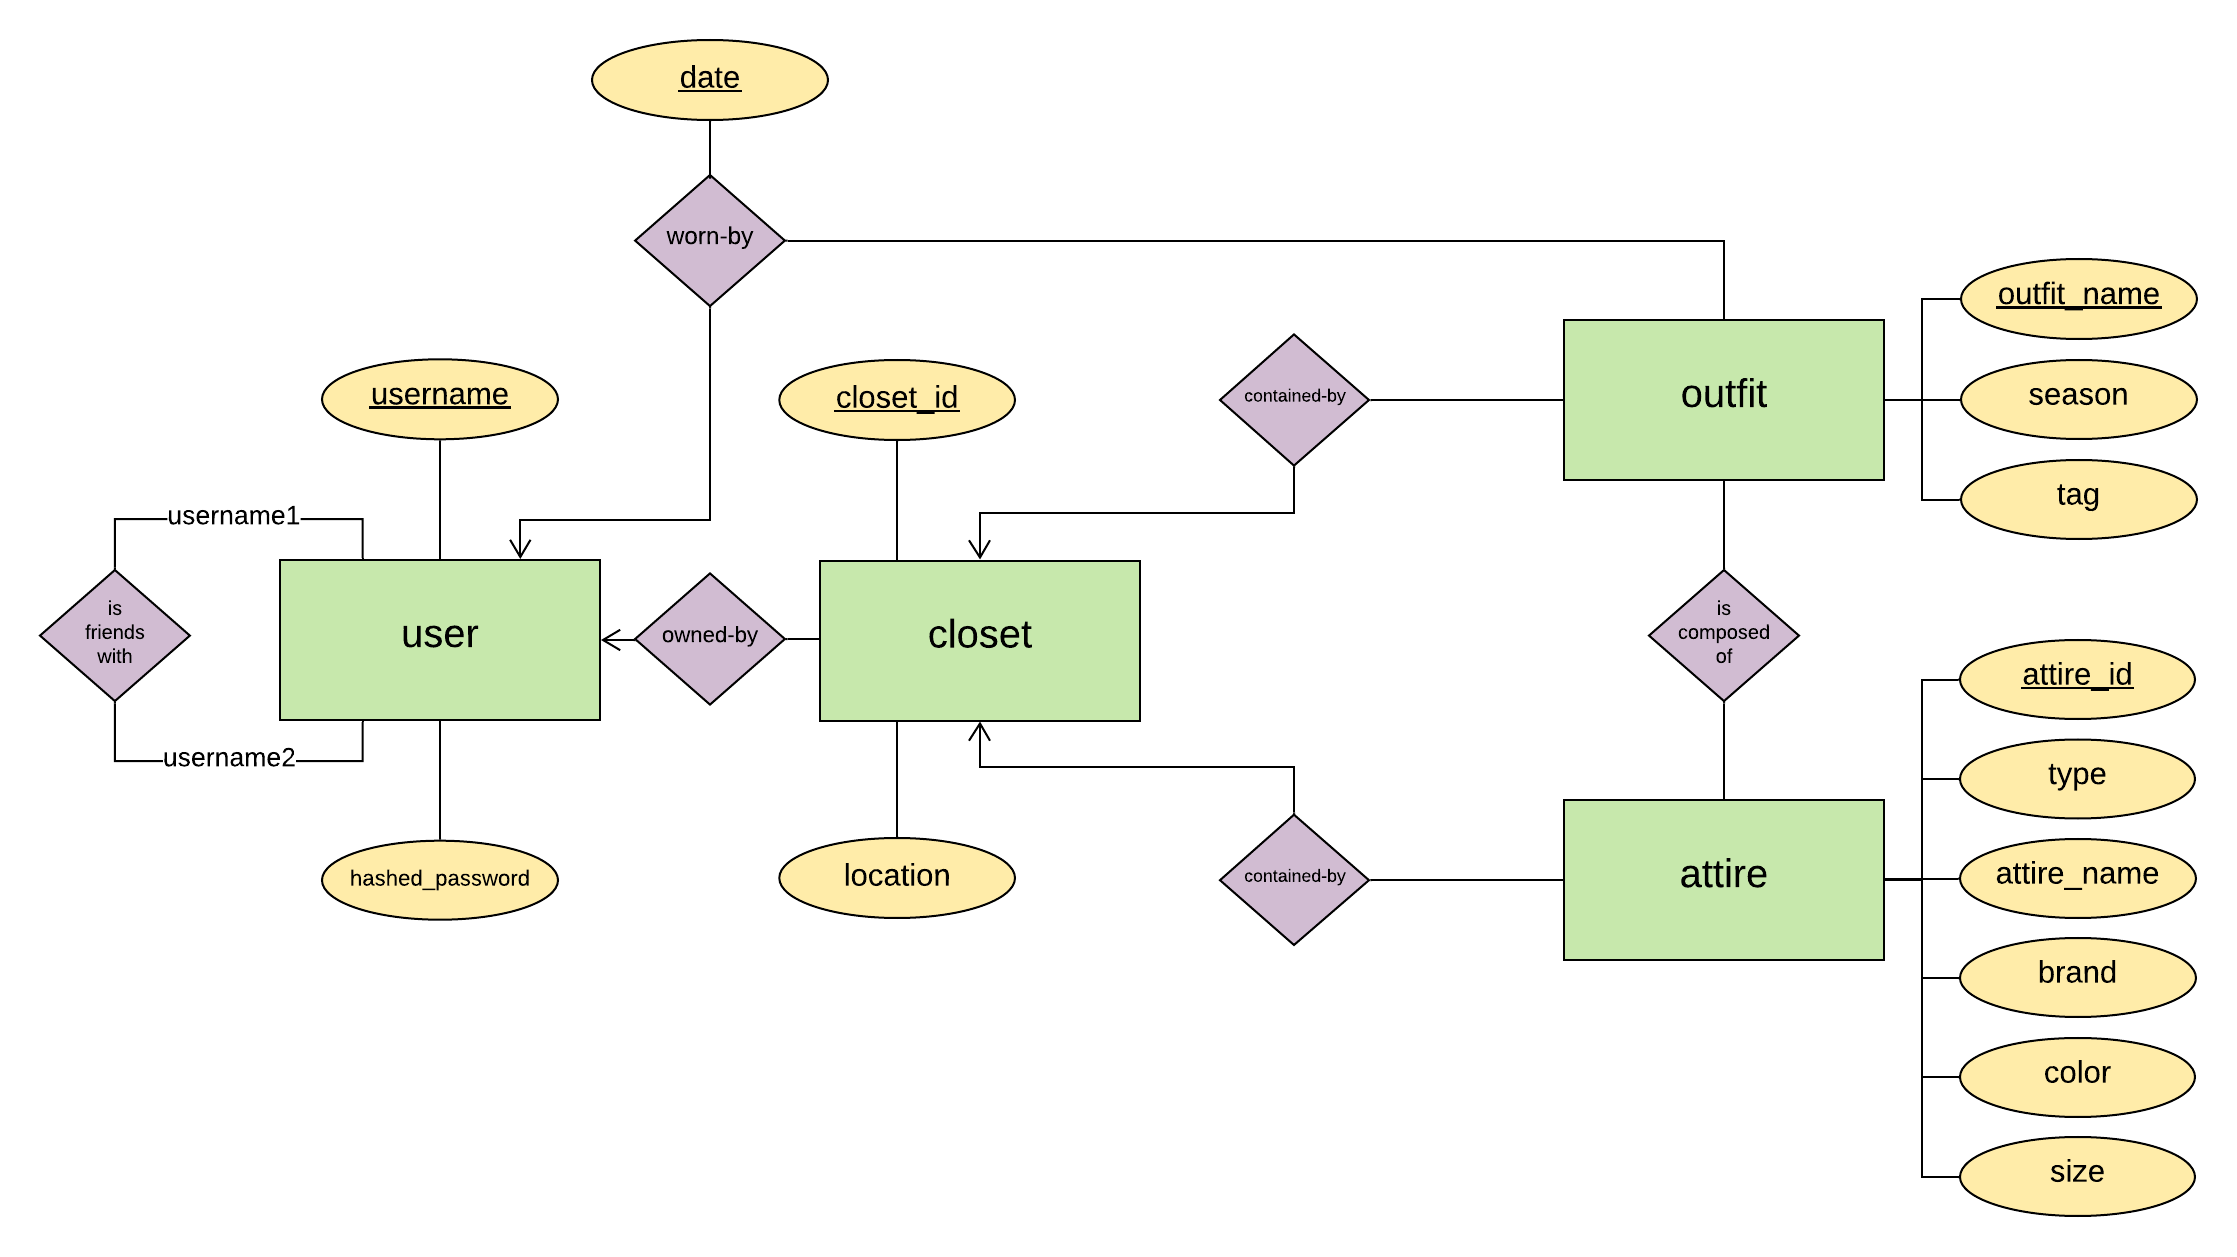 date
worn-by
outfit_name
username
closet_id
contained-by
outfit
season
tag
username1
is
friends
with
user
owned-by
closet
is
composed
of
attire_id
username2
type
hashed_password
location
contained-by
attire
attire_name
brand
color
size